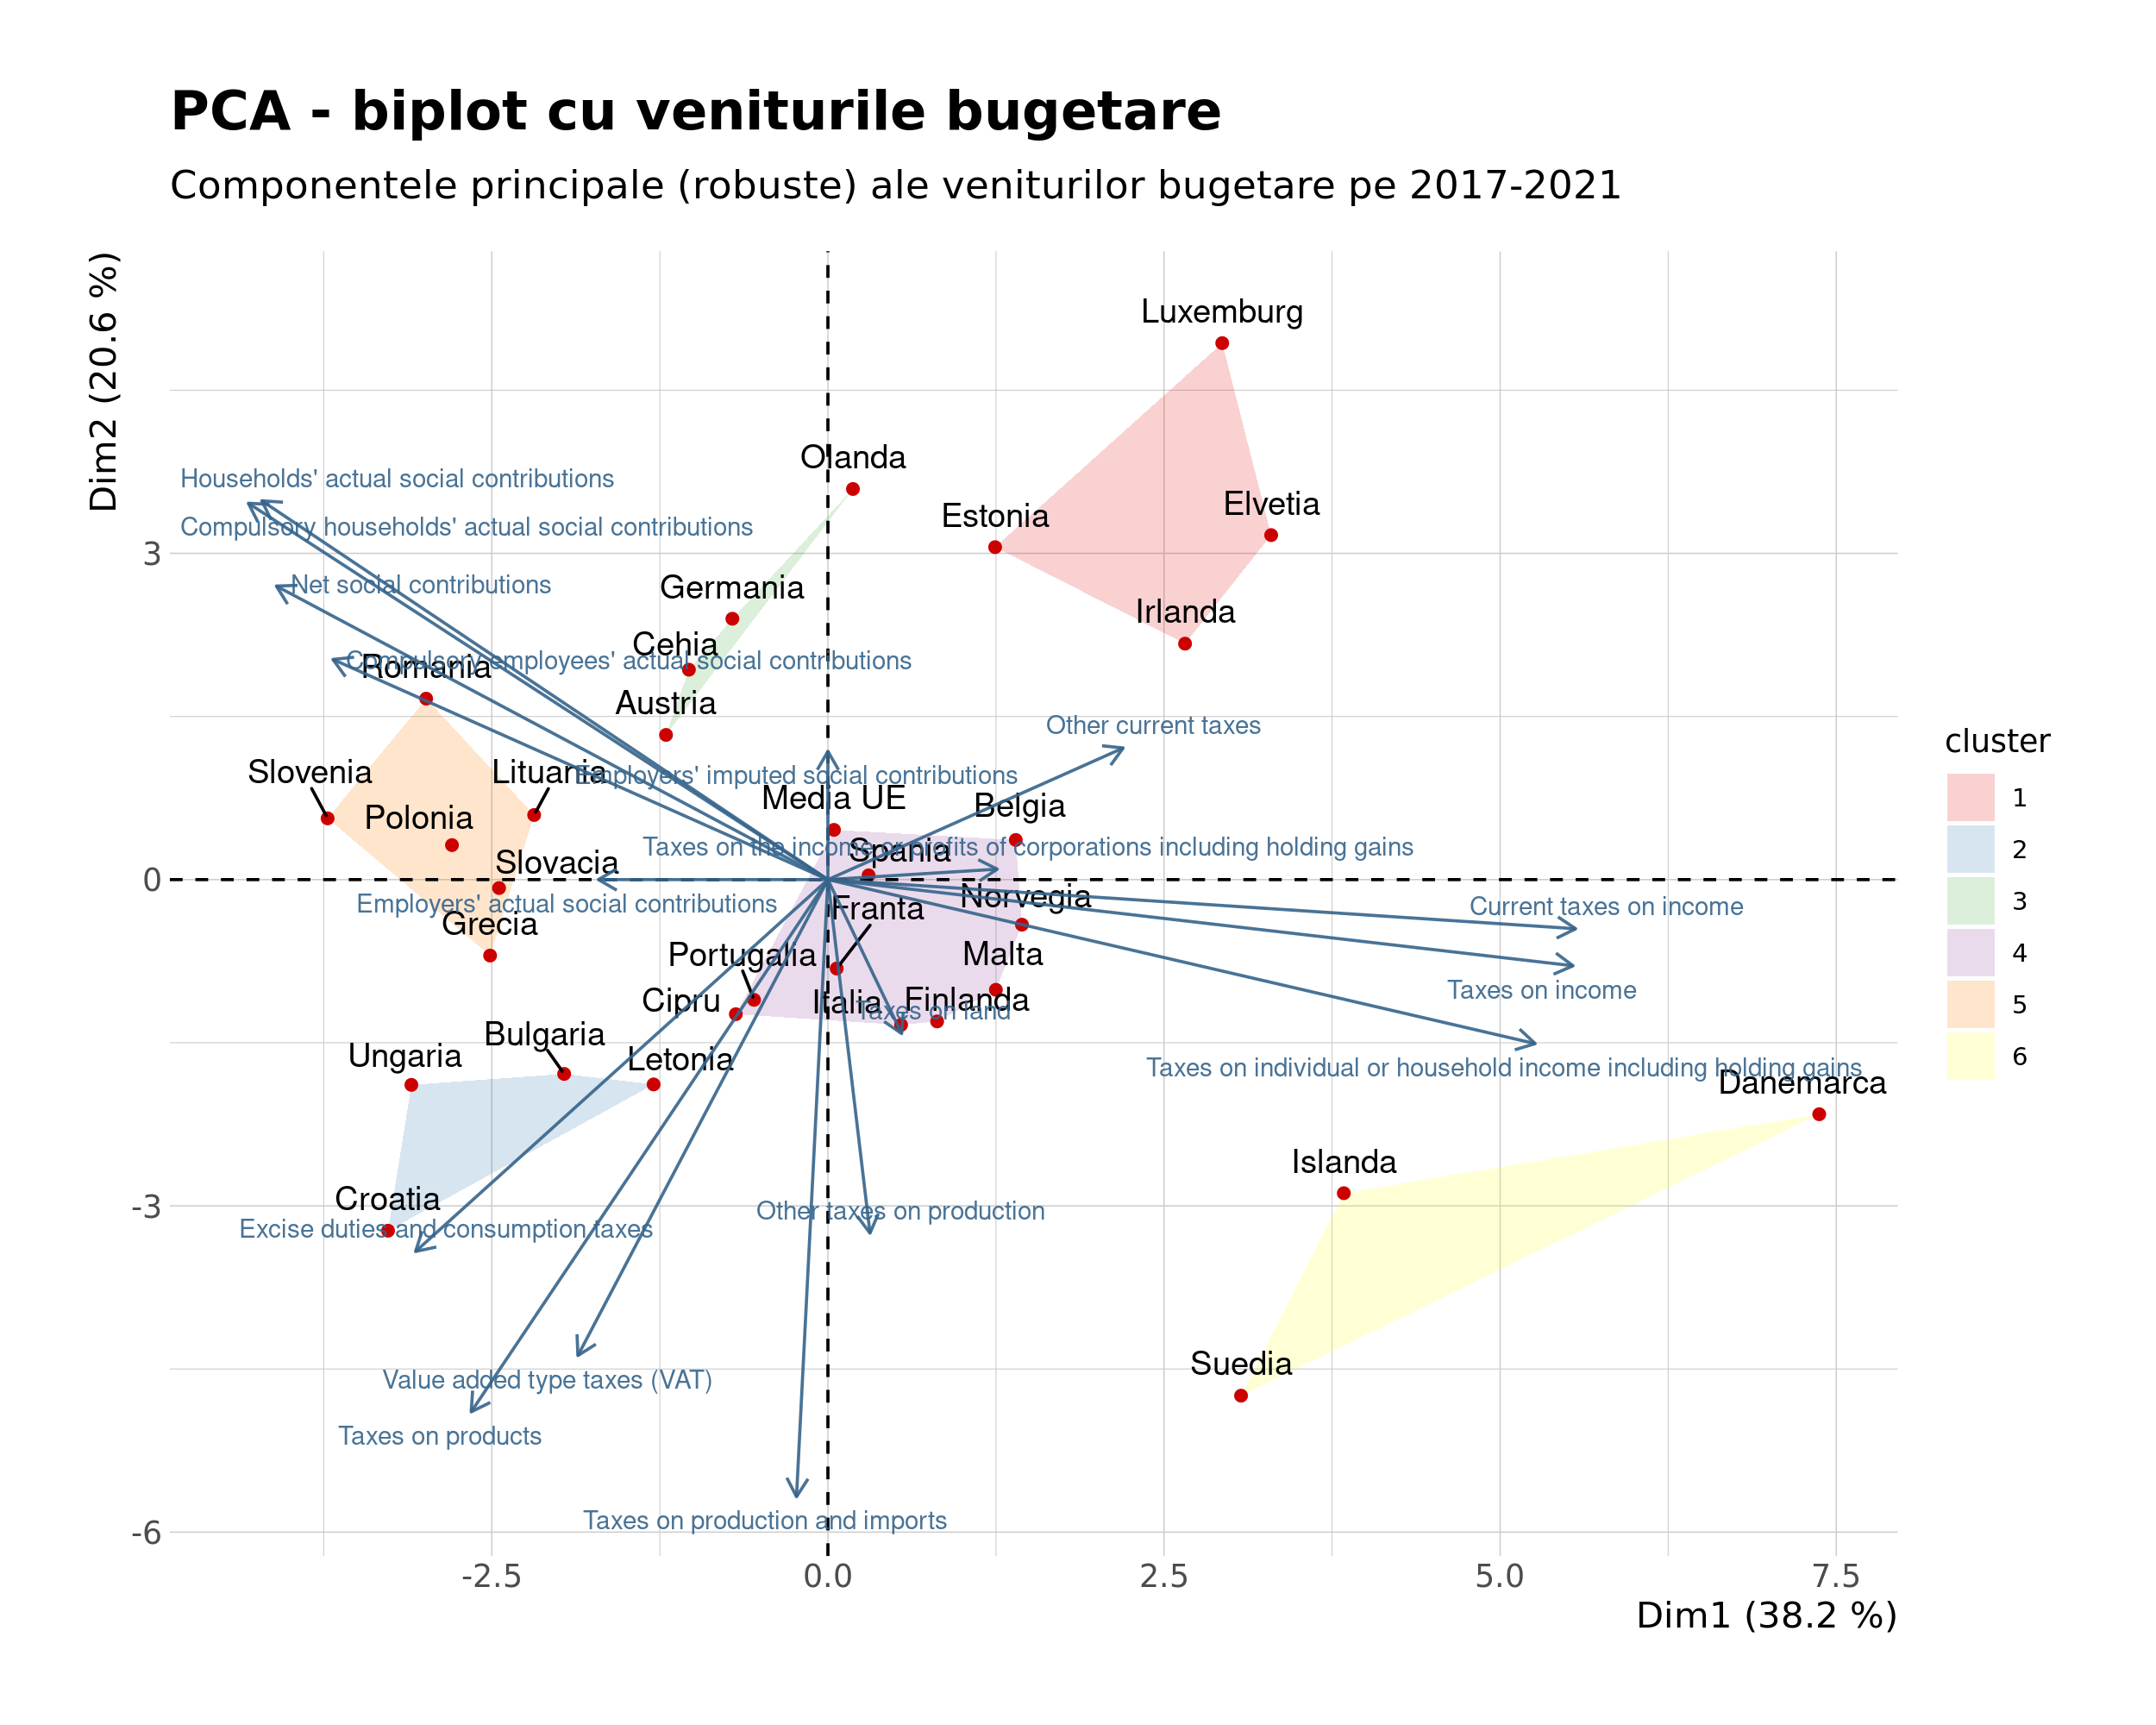 PCA - biplot cu veniturile bugetare
Componentele principale (robuste) ale veniturilor bugetare pe 2017-2021
Dim2 (20.6 %)
Luxemburg
Olanda
Households' actual social contributions
Elvetia
Estonia
Compulsory households' actual social contributions
3
Germania
Net social contributions
Irlanda
Cehia
Compulsory employees' actual social contributions
Romania
Austria
Other current taxes
cluster
Slovenia
Lituania
Employers' imputed social contributions
Media UE
1
Belgia
Polonia
Taxes on the income or profits of corporations including holding gains
Spania
2
Slovacia
0
Norvegia
Employers' actual social contributions
Franta
Current taxes on income
3
Grecia
Portugalia
Malta
4
Taxes on income
Cipru
Italia
Finlanda
5
Taxes on land
Bulgaria
Ungaria
Letonia
6
Taxes on individual or household income including holding gains
Danemarca
Islanda
Croatia
-3
Other taxes on production
Excise duties and consumption taxes
Suedia
Value added type taxes (VAT)
Taxes on products
Taxes on production and imports
-6
-2.5
0.0
2.5
5.0
7.5
Dim1 (38.2 %)